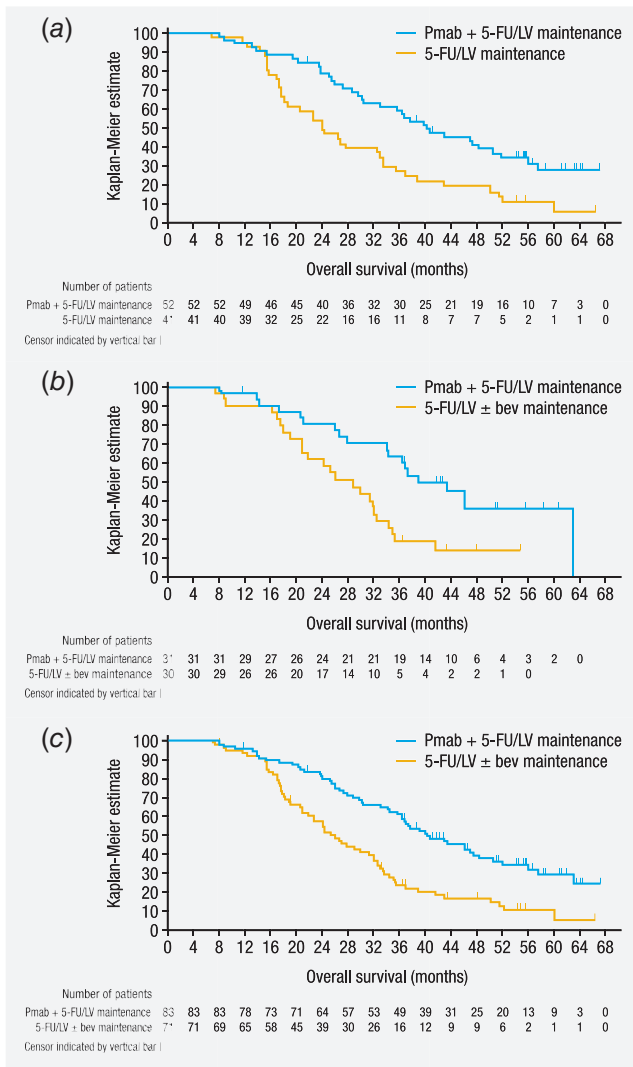 (a)
Pmab + 5-FU/LV maintenance
5-FU/LV maintenance
Kaplan-Meier estimate
100
90
80
70
60
50
40
30
20
10
0
0 4 8 12 16 20 24 28 32 36 40 44 48 52 56 60 64 68
Overall survival (months)
Number of patients
Pmab + 5-FU/LV maintenance 52 52 52 49 46 45 40 36 32 30 25 21 19 16 10 7 3 0
5-FU/LV maintenance 41 40 39 32 25 22 16 16 11 8 7 7 5 2 1 1 0
Censor indicated by vertical bar |
(b)
Pmab + 5-FU/LV maintenance
5-FU/LV ± bev maintenance
Kaplan-Meier estimate
100
90
80
70
60
50
40
30
20
10
0
0 4 8 12 16 20 24 28 32 36 40 44 48 52 56 60 64 68
Overall survival (months)
Number of patients
Pmab + 5-FU/LV maintenance 31 31 29 27 26 24 21 21 19 14 10 6 4 3 2 0
5-FU/LV ± bev maintenance 30 30 29 26 26 20 17 14 10 5 4 2 2 1 0
Censor indicated by vertical bar |
(c)
Pmab + 5-FU/LV maintenance
5-FU/LV ± bev maintenance
Kaplan-Meier estimate
100
90
80
70
60
50
40
30
20
10
0
0 4 8 12 16 20 24 28 32 36 40 44 48 52 56 60 64 68
Overall survival (months)
Number of patients
Pmab + 5-FU/LV maintenance 83 83 83 78 73 71 64 57 53 49 39 31 25 20 13 9 3 0
5-FU/LV ± bev maintenance 71 69 65 58 45 39 30 26 16 12 9 9 6 2 1 1 0
Censor indicated by vertical bar |